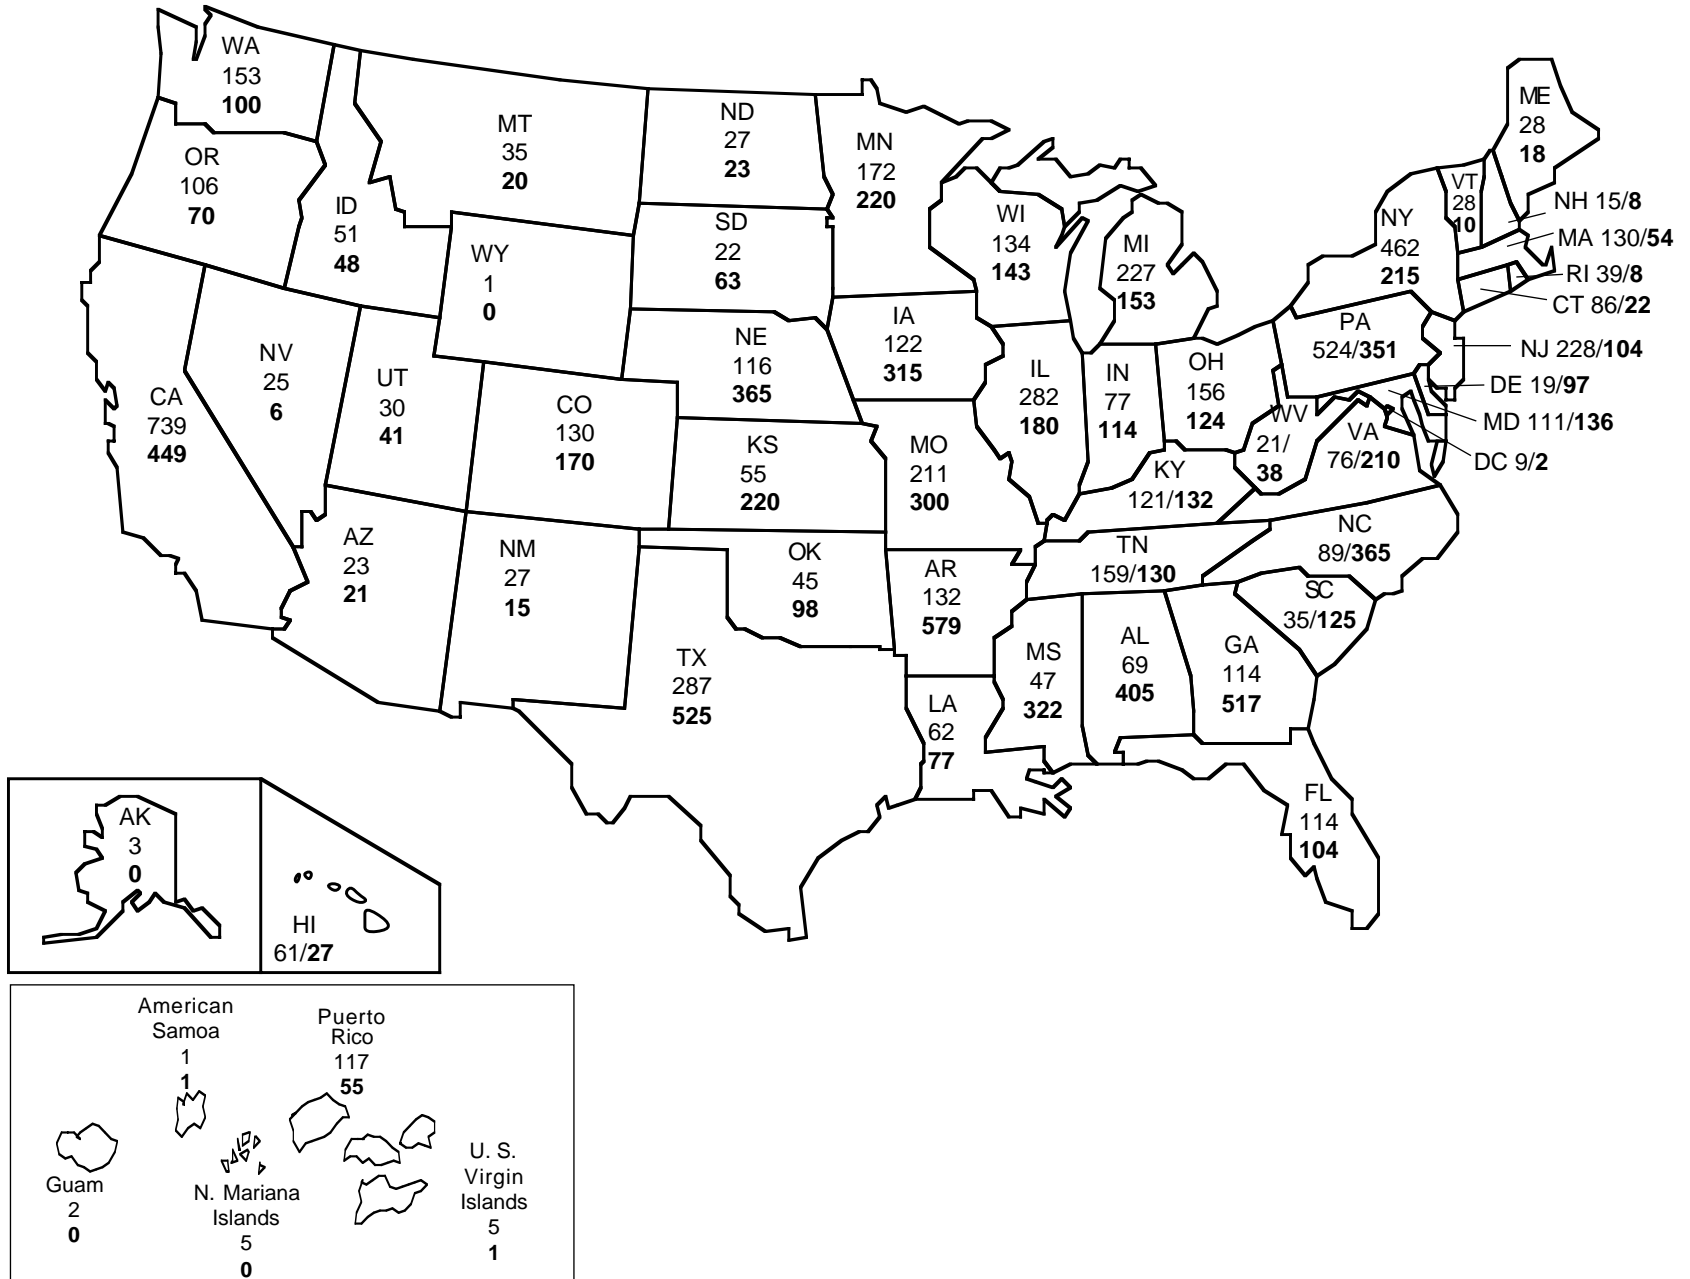 WA
153
100
OR
106
70
ID
51
48
MT
35
20
ND
27
23
MN
172
220
SD
22
63
WY
1
0
WI
134
143
MI
227
153
ME
28
18
VT
28
10
NY
462
215
NH 15/8
MA 130/54
RI 39/8
CT 86/22
NJ 228/104
DE 19/97
MD 111/136
DC 9/2
PA
524/351
CA
739
449
NV
25
6
UT
30
41
CO
130
170
NE
116
365
IA
122
315
IL
282
180
IN
77
114
OH
156
124
WV
21/
38
VA
76/210
KS
55
220
MO
211
300
KY
121/132
AZ
23
21
NM
27
15
OK
45
98
AR
132
579
TN
159/130
NC
89/365
SC
35/125
TX
287
525
LA
62
77
MS
47
322
AL
69
405
GA
114
517
FL
114
104
AK
3
0
HI
61/27
American
Samoa
1
1
Puerto
Rico
117
55
Guam
2
0
N. Mariana
Islands
5
0
U. S.
Virgin
Islands
5
1